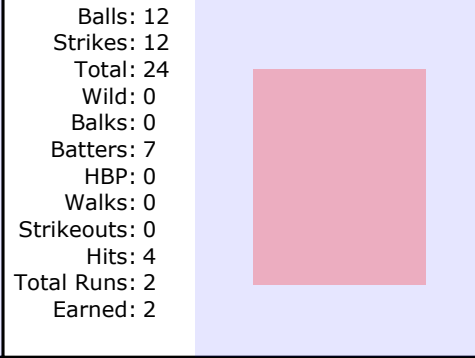 Balls: 12
Strikes: 12
Total: 24
Wild: 0
Balks: 0
Batters: 7
HBP: 0
Walks: 0
Strikeouts: 0
Hits: 4
Total Runs: 2
Earned: 2